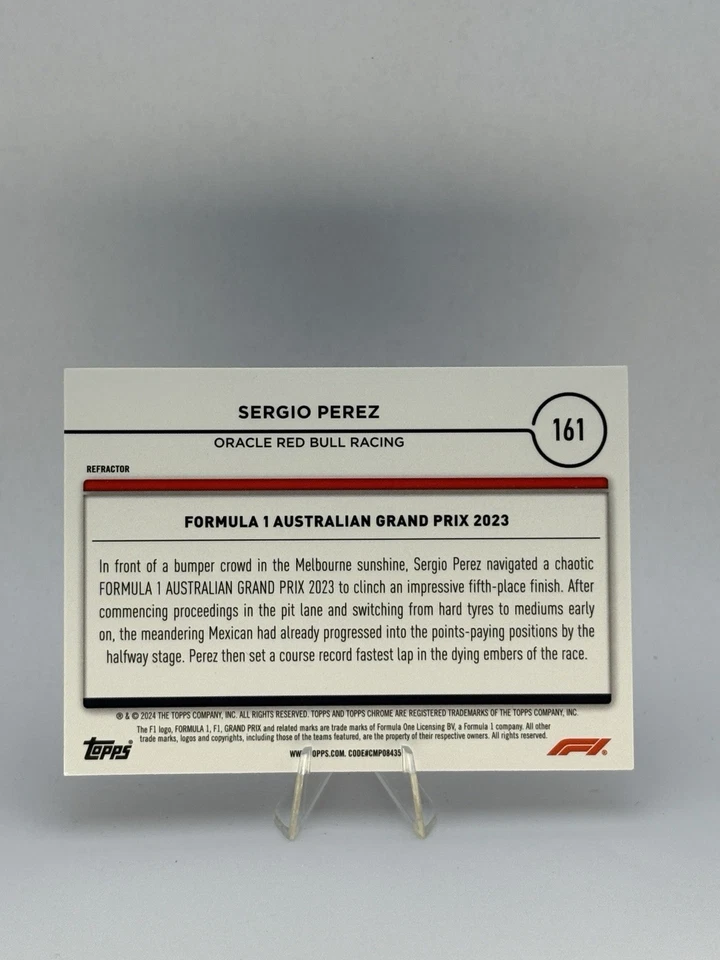 SERGIO PEREZ
161
ORACLE RED BULL RACING
REFRACTOR
FORMULA 1 AUSTRALIAN GRAND PRIX 2023
In front of a bumper crowd in the Melbourne sunshine, Sergio Perez navigated a chaotic
FORMULA 1 AUSTRALIAN GRAND PRIX 2023 to clinch an impressive fifth-place finish. After
commencing proceedings in the pit lane and switching from hard tyres to mediums early
on, the meandering Mexican had already progressed into the points-paying positions by the
halfway stage. Perez then set a course record fastest lap in the dying embers of the race.
® & © 2024 THE TOPPS COMPANY, INC. ALL RIGHTS RESERVED. TOPPS AND TOPPS CHROME ARE REGISTERED TRADEMARKS OF THE TOPPS COMPANY, INC.
The F1 logo, FORMULA 1, F1, GRAND PRIX and related marks are trade marks of Formula One Licensing BV, a Formula 1 company. All other
trade marks, logos and copyrights, including those of the teams featured, are the property of their respective owners. All rights reserved.
topps®
OPPS.COM. CODE#CMP08435
F1®